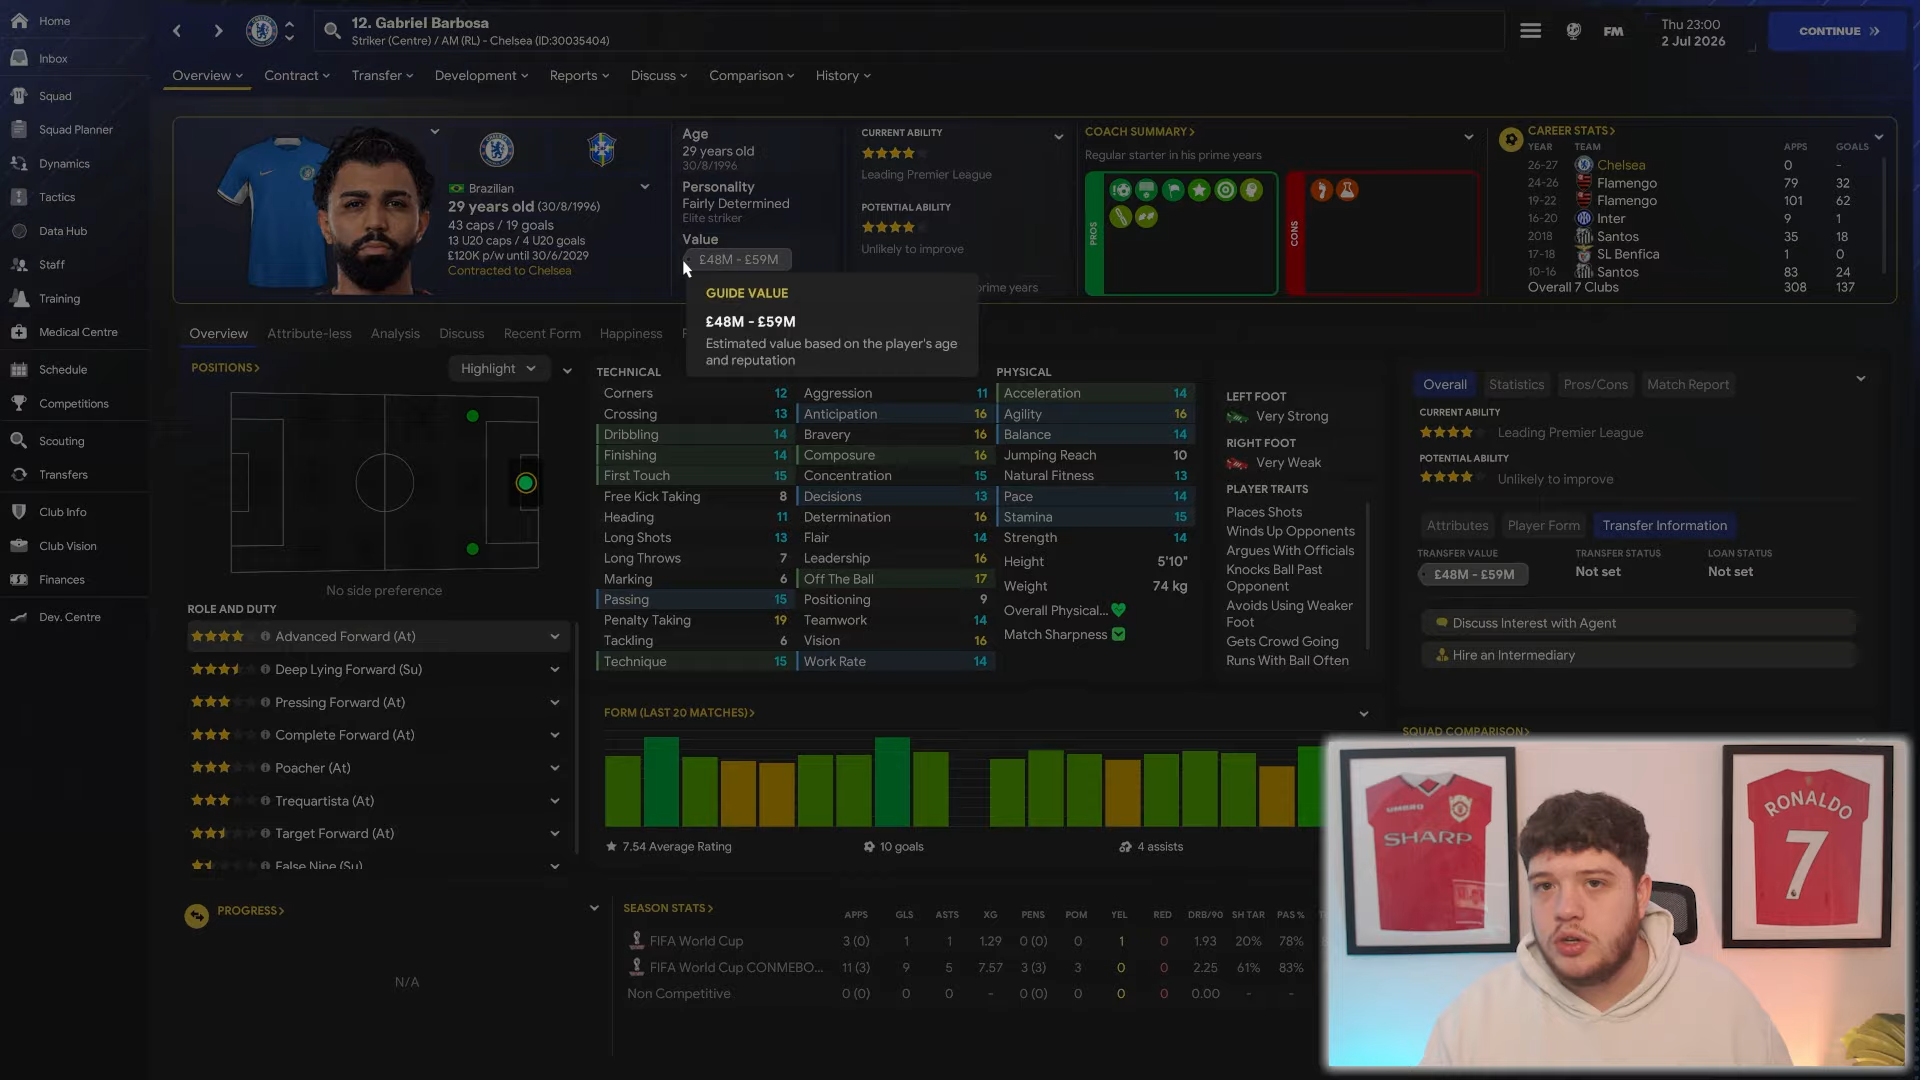 Home
Inbox
Squad
Squad Planner
Dynamics
Tactics
Data Hub
Staff
Training
Medical Centre
Schedule
Competitions
Scouting
Transfers
Club Info
Club Vision
Finances
Dev. Centre
12. Gabriel Barbosa
Striker (Centre) / AM (RL) - Chelsea (ID:30035404)
FM
Thu 23:00
2 Jul 2026
CONTINUE
Overview Contract Transfer Development Reports Discuss Comparison History
Brazilian
29 years old (30/8/1996)
43 caps / 19 goals
13 U20 caps / 4 U20 goals
£120K p/w until 30/6/2029
Contracted to Chelsea
Age
29 years old
30/8/1996
Personality
Fairly Determined
Elite striker
Value
£48M - £59M
GUIDE VALUE
£48M - £59M
Estimated value based on the player's age
and reputation
CURRENT ABILITY
Leading Premier League
POTENTIAL ABILITY
Unlikely to improve
prime years
COACH SUMMARY>
Regular starter in his prime years
PROS
CONS
CAREER STATS>
YEAR TEAM APPS GOALS
26-27 Chelsea 0 -
24-26 Flamengo 79 32
19-22 Flamengo 101 62
16-20 Inter 9 1
2018 Santos 35 18
17-18 SL Benfica 1 0
10-16 Santos 83 24
Overall 7 Clubs 308 137
Overview Attribute-less Analysis Discuss Recent Form Happiness
POSITIONS>
Highlight
No side preference
ROLE AND DUTY
Advanced Forward (At)
Deep Lying Forward (Su)
Pressing Forward (At)
Complete Forward (At)
Poacher (At)
Trequartista (At)
Target Forward (At)
False Nine (Su)
TECHNICAL
Corners 12
Crossing 13
Dribbling 14
Finishing 14
First Touch 15
Free Kick Taking 8
Heading 11
Long Shots 13
Long Throws 7
Marking 6
Passing 15
Penalty Taking 19
Tackling 6
Technique 15
Aggression 11
Anticipation 16
Bravery 16
Composure 16
Concentration 15
Decisions 13
Determination 16
Flair 14
Leadership 16
Off The Ball 17
Positioning 9
Teamwork 14
Vision 16
Work Rate 14
PHYSICAL
Acceleration 14
Agility 16
Balance 14
Jumping Reach 10
Natural Fitness 13
Pace 14
Stamina 15
Strength 14
Height 5'10"
Weight 74 kg
Overall Physical...
Match Sharpness
LEFT FOOT
Very Strong
RIGHT FOOT
Very Weak
PLAYER TRAITS
Places Shots
Winds Up Opponents
Argues With Officials
Knocks Ball Past
Opponent
Avoids Using Weaker
Foot
Gets Crowd Going
Runs With Ball Often
Overall Statistics Pros/Cons Match Report
CURRENT ABILITY
Leading Premier League
POTENTIAL ABILITY
Unlikely to improve
Attributes Player Form Transfer Information
TRANSFER VALUE TRANSFER STATUS LOAN STATUS
£48M - £59M Not set Not set
Discuss Interest with Agent
Hire an Intermediary
SQUAD COMPARISON>
FORM (LAST 20 MATCHES)>
7.54 Average Rating 10 goals 4 assists
PROGRESS>
N/A
SEASON STATS>
APPS GLS ASTS XG PENS POM YEL RED DRB/90 SH TAR PAS %
FIFA World Cup 3 (0) 1 1 1.29 0 (0) 0 1 0 1.93 20% 78%
FIFA World Cup CONMEBO... 11 (3) 9 5 7.57 3 (3) 3 0 0 2.25 61% 83%
Non Competitive 0 (0) 0 0 - 0 (0) 0 0 0 0.00 - -
UMBRO
SHARP
RONALDO
7